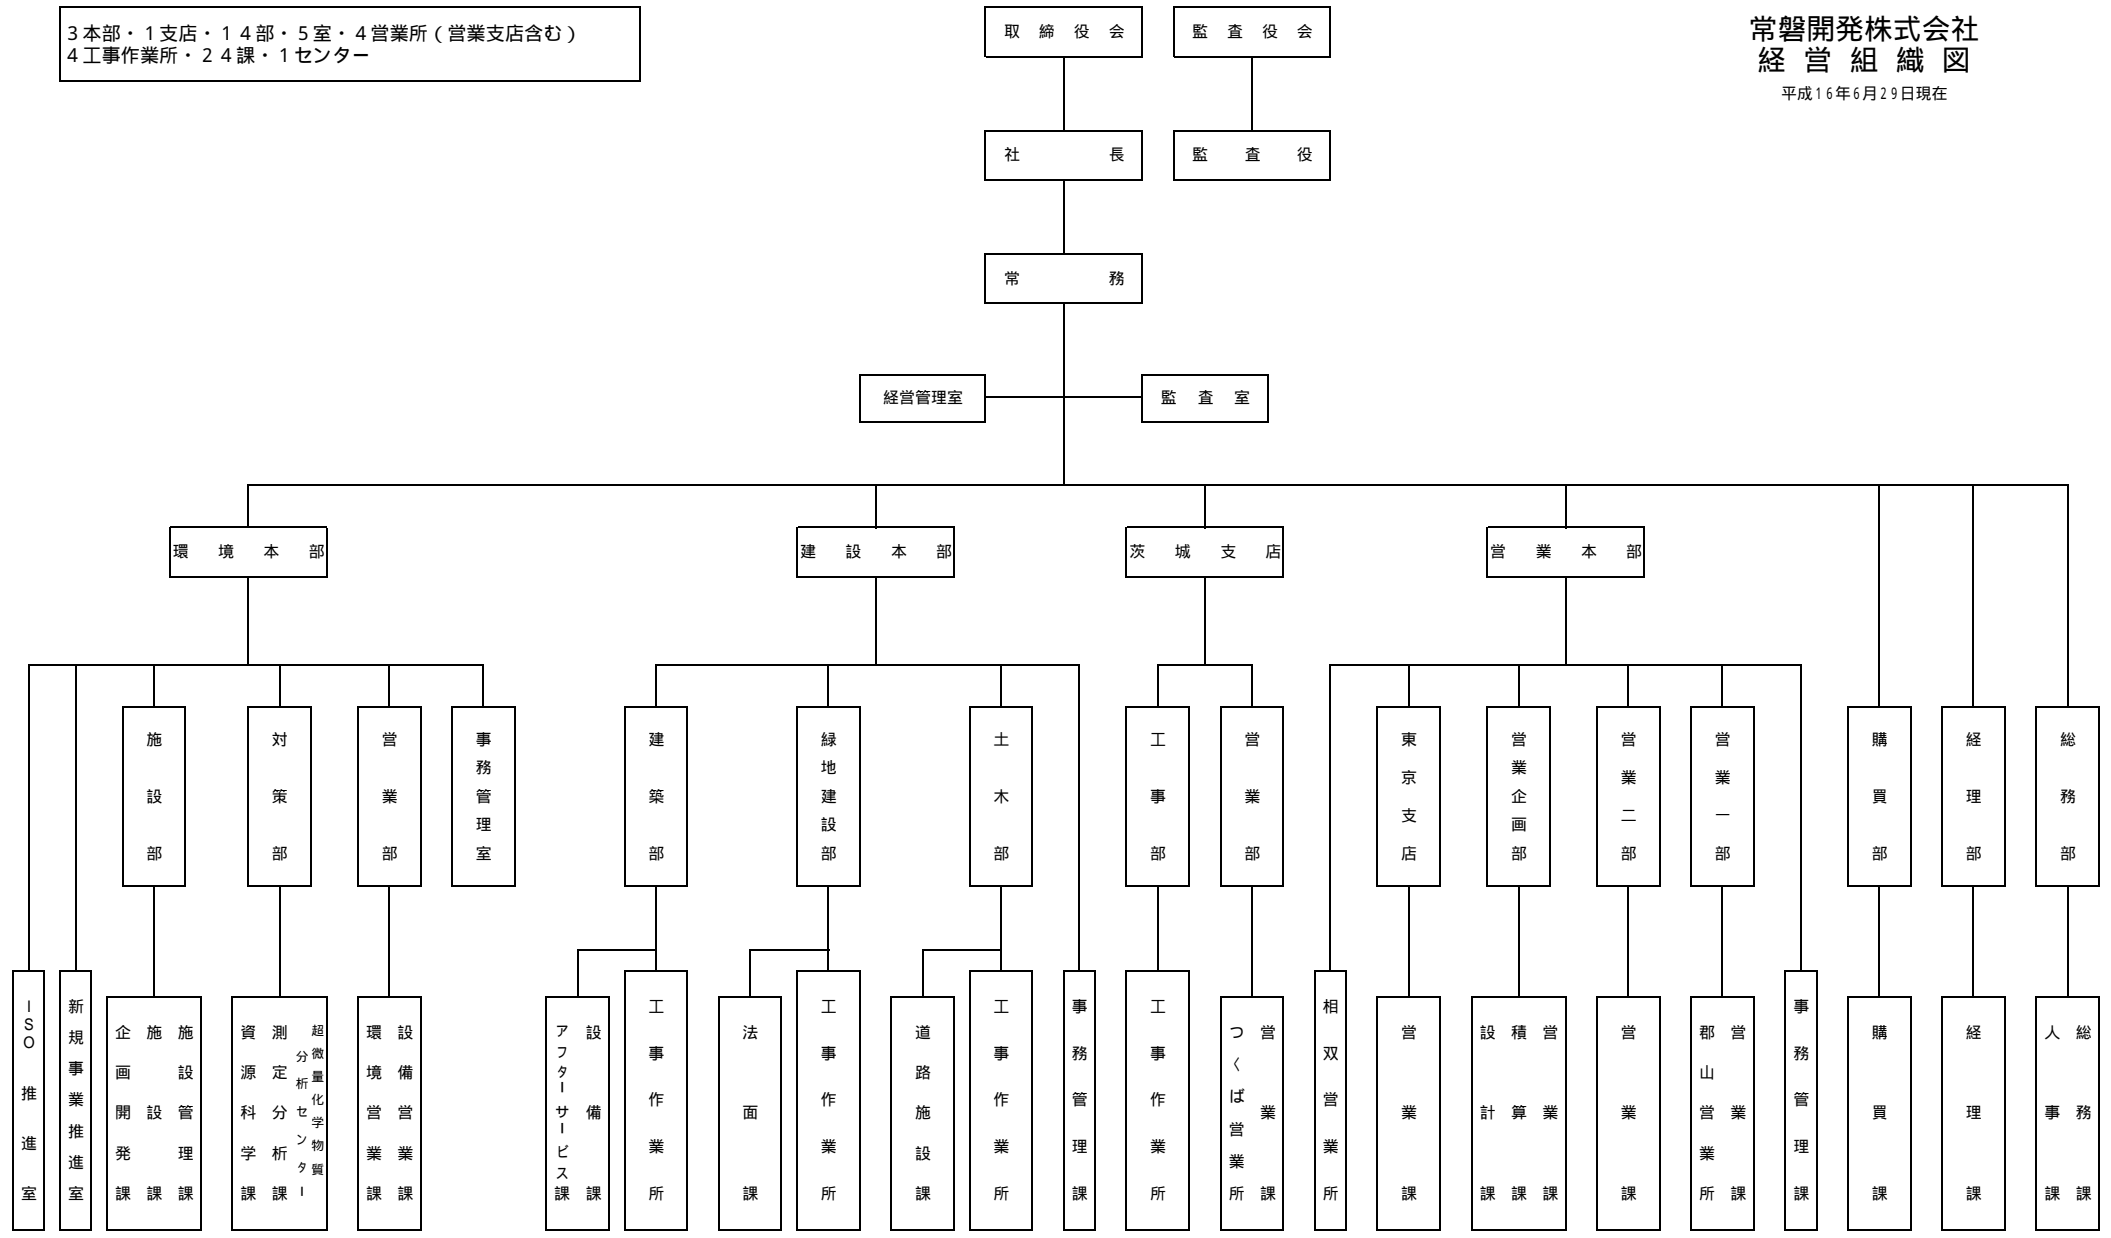 3本部・1支店・14部・5室・4営業所(営業支店含む)
4工事作業所・24課・1センター
常磐開発株式会社
経営組織図
平成16年6月29日現在
取締役会
監査役会
社長
監査役
常務
経営管理室
監査室
環境本部
建設本部
茨城支店
営業本部
施設部
対策部
営業部
事務管理室
建築部
緑地建設部
土木部
工事部
営業部
東京支店
営業企画部
営業二部
営業一部
購買部
経理部
総務部
ISO推進室
新規事業推進室
企画開発課
施設課
施設管理課
資源科学課
測定分析課
超微量化学物質
分析センター
環境営業課
設備営業課
アフターサービス課
設備課
工事作業所
法面課
工事作業所
道路施設課
工事作業所
事務管理課
工事作業所
つくば営業所
営業課
相双営業所
営業課
設計課
積算課
営業課
営業課
郡山営業所
営業課
事務管理課
購買課
経理課
人事課
総務課